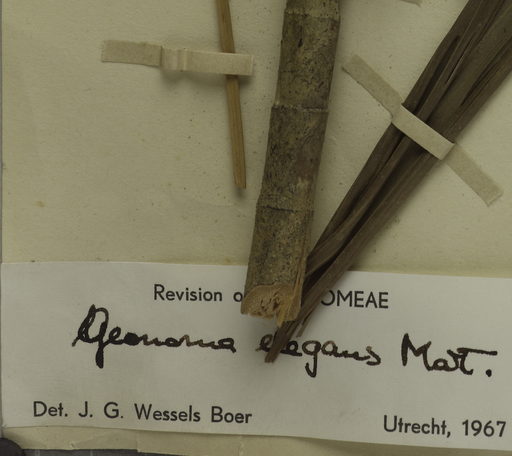 Revision o OMEAE
Geonoma elegans Mart.
Det. J. G. Wessels Boer
Utrecht, 1967